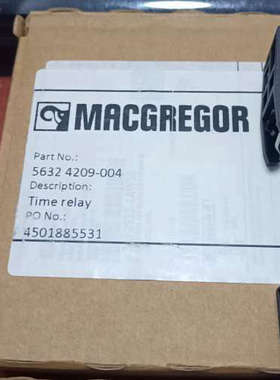 MACGREGOR
Part No.:
5632 4209-004
Description:
Time relay
PO No.:
4501885531